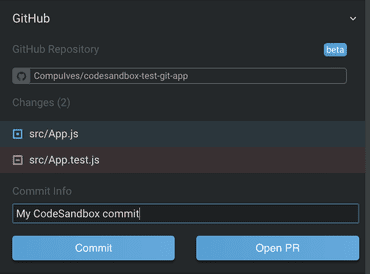 GitHub
GitHub Repository
beta
Compulves/codesandbox-test-git-app
Changes (2)
src/App.js
src/App.test.js
Commit Info
My CodeSandbox commit
Commit
Open PR